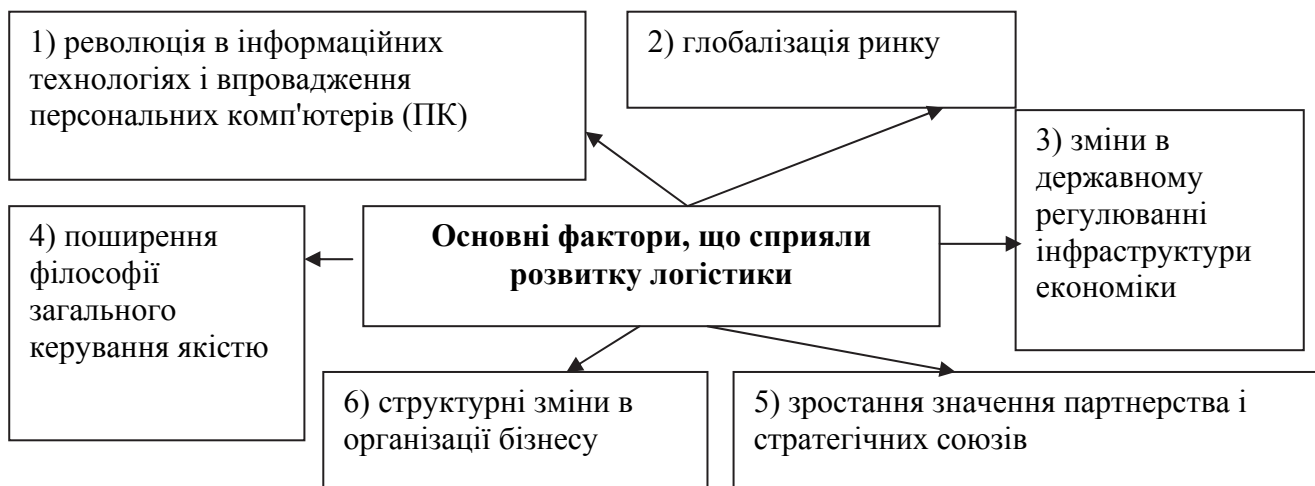 1) революція в інформаційних
технологіях і впровадження
персональних комп'ютерів (ПК)
2) глобалізація ринку
3) зміни в
державному
регулюванні
інфраструктури
економіки
4) поширення
філософії
загального
керування якістю
Основні фактори, що сприяли
розвитку логістики
6) структурні зміни в
організації бізнесу
5) зростання значення партнерства і
стратегічних союзів